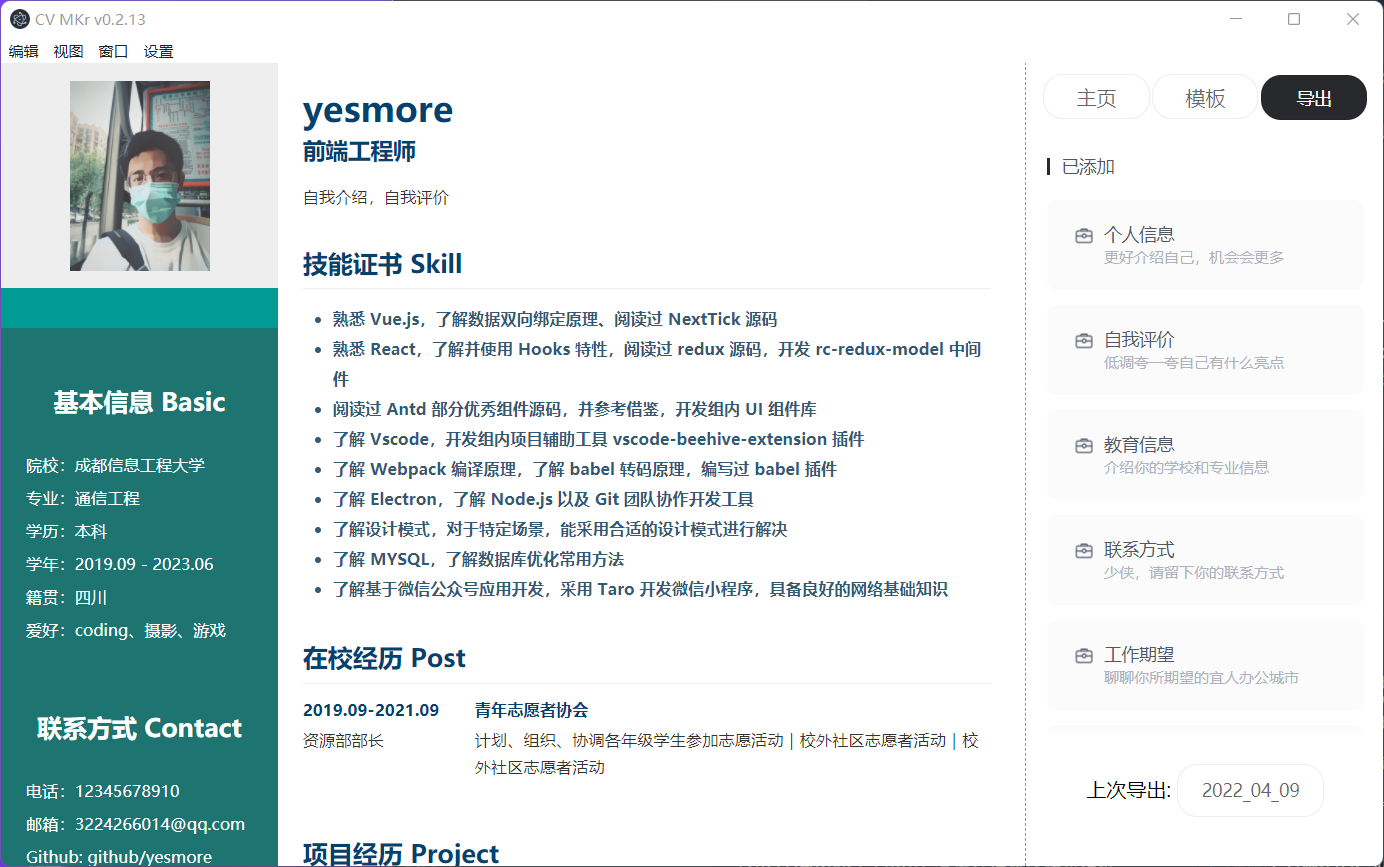 CV MKr v0.2.13
编辑 视图 窗口 设置
基本信息 Basic
院校：成都信息工程大学
专业：通信工程
学历：本科
学年：2019.09 - 2023.06
籍贯：四川
爱好：coding、摄影、游戏
联系方式 Contact
电话：12345678910
邮箱：3224266014@qq.com
Github: github/yesmore
yesmore
前端工程师
自我介绍，自我评价
技能证书 Skill
熟悉 Vue.js，了解数据双向绑定原理、阅读过 NextTick 源码
熟悉 React，了解并使用 Hooks 特性，阅读过 redux 源码，开发 rc-redux-model 中间
件
阅读过 Antd 部分优秀组件源码，并参考借鉴，开发组内 UI 组件库
了解 Vscode，开发组内项目辅助工具 vscode-beehive-extension 插件
了解 Webpack 编译原理，了解 babel 转码原理，编写过 babel 插件
了解 Electron，了解 Node.js 以及 Git 团队协作开发工具
了解设计模式，对于特定场景，能采用合适的设计模式进行解决
了解 MYSQL，了解数据库优化常用方法
了解基于微信公众号应用开发，采用 Taro 开发微信小程序，具备良好的网络基础知识
在校经历 Post
2019.09-2021.09 青年志愿者协会
资源部部长 计划、组织、协调各年级学生参加志愿活动 | 校外社区志愿者活动 | 校
外社区志愿者活动
项目经历 Project
主页 模板 导出
已添加
个人信息
更好介绍自己，机会会更多
自我评价
低调夸一夸自己有什么亮点
教育信息
介绍你的学校和专业信息
联系方式
少侠，请留下你的联系方式
工作期望
聊聊你所期望的宜人办公城市
上次导出: 2022_04_09